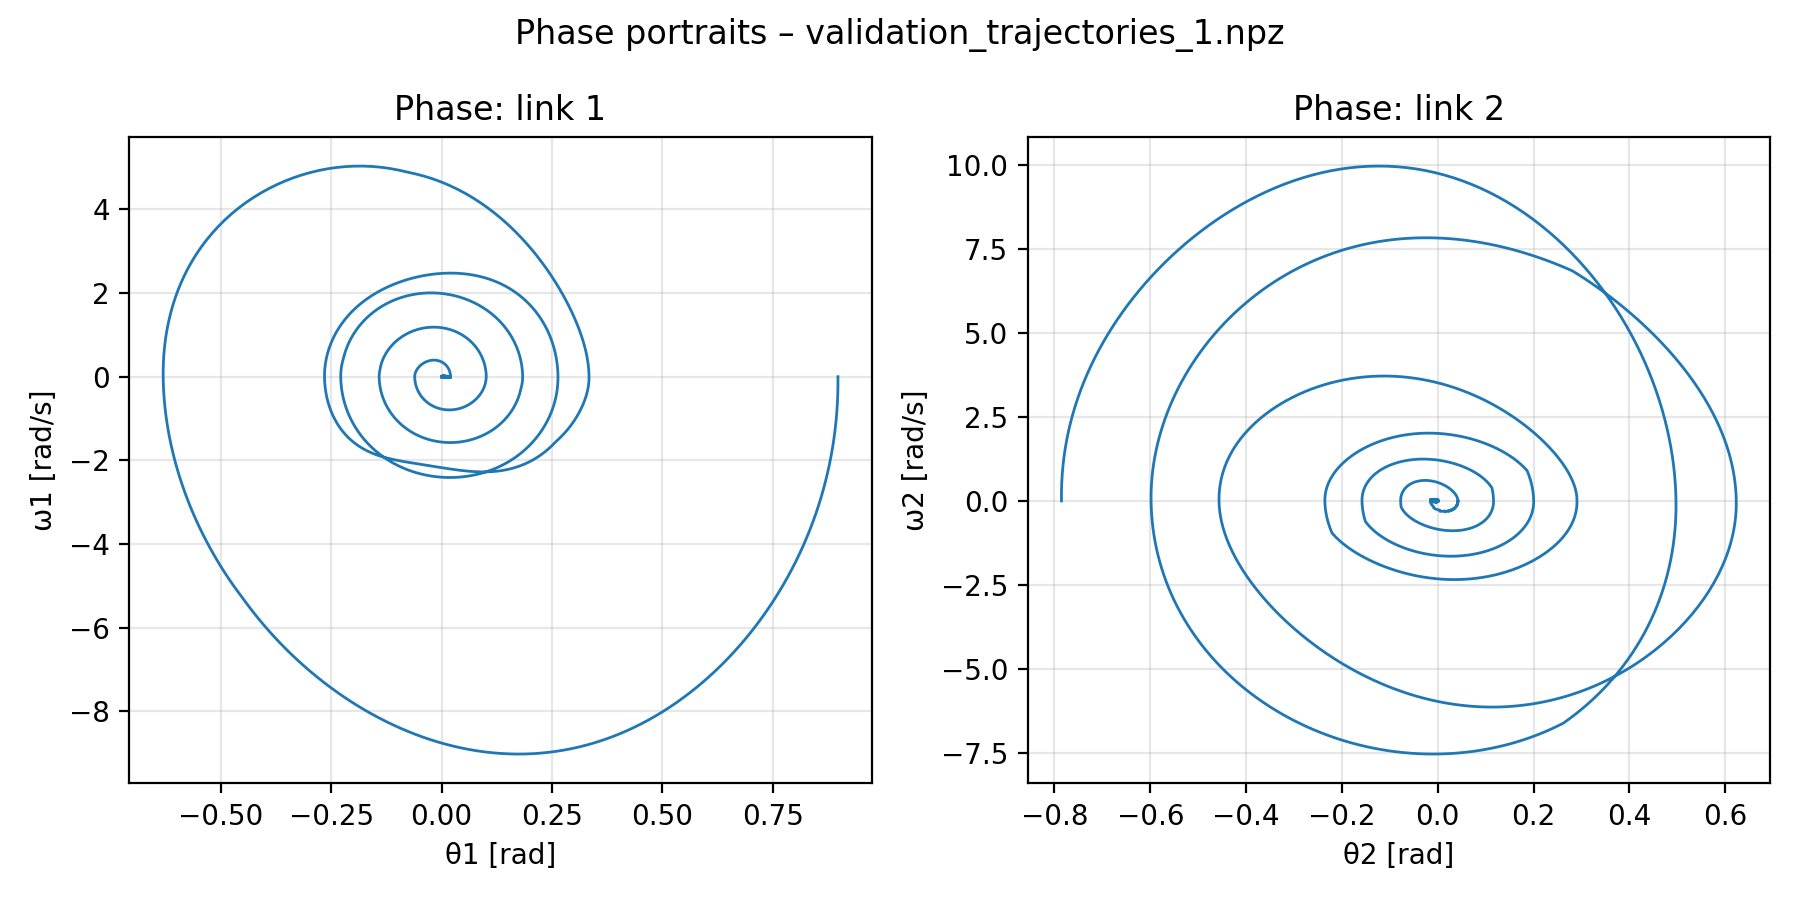 Phase portraits – validation_trajectories_1.npz
Phase: link 1
4
2
0
−2
−4
−6
−8
ω1 [rad/s]
−0.50 −0.25 0.00 0.25 0.50 0.75
θ1 [rad]
Phase: link 2
10.0
7.5
5.0
2.5
0.0
−2.5
−5.0
−7.5
ω2 [rad/s]
−0.8 −0.6 −0.4 −0.2 0.0 0.2 0.4 0.6
θ2 [rad]